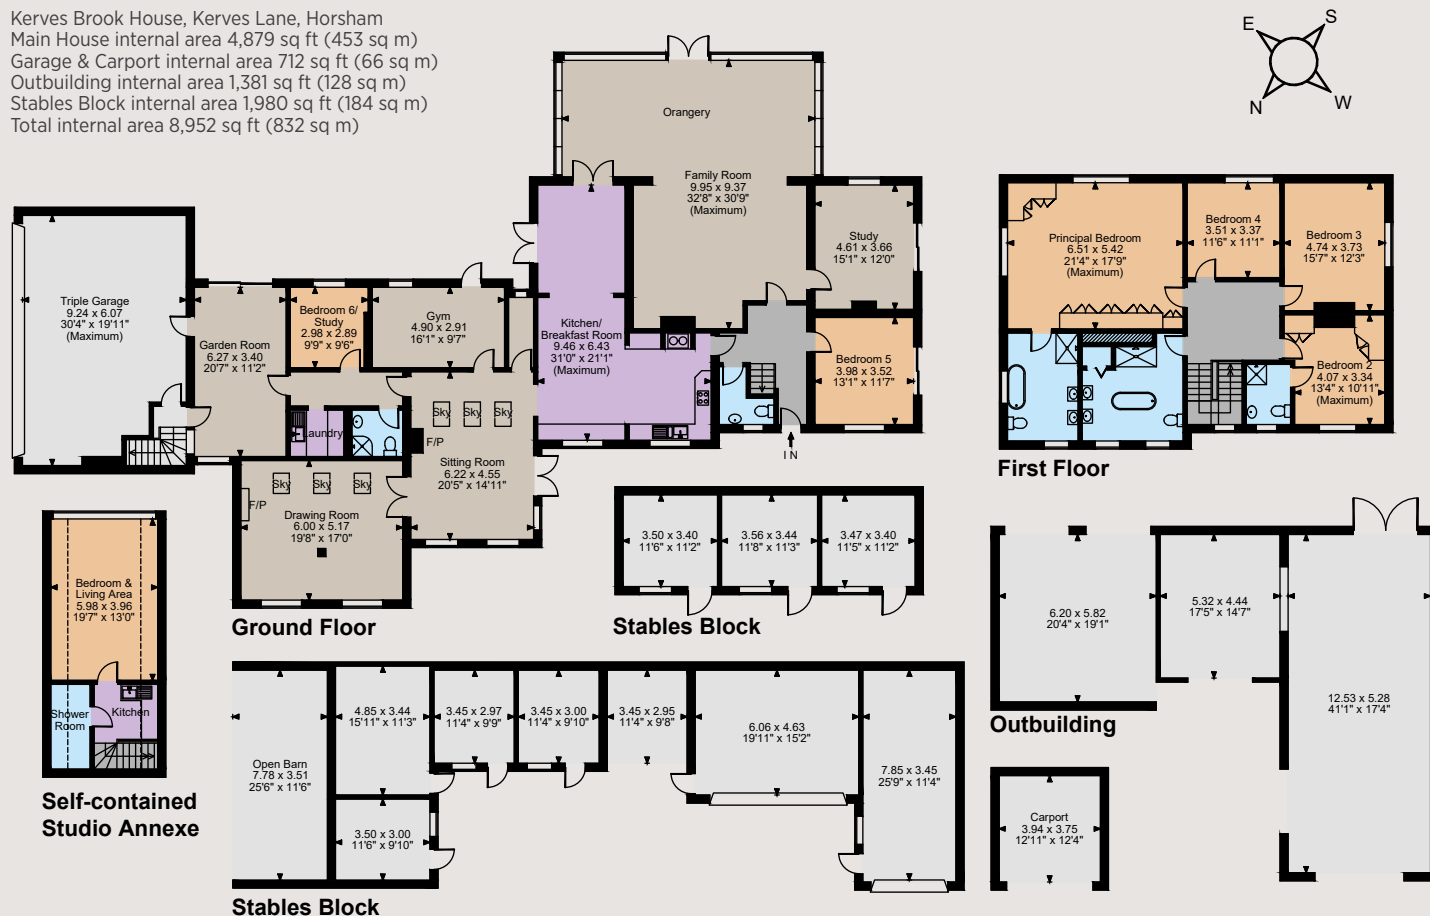 Kerves Brook House, Kerves Lane, Horsham
Main House internal area 4,879 sq ft (453 sq m)
Garage & Carport internal area 712 sq ft (66 sq m)
Outbuilding internal area 1,381 sq ft (128 sq m)
Stables Block internal area 1,980 sq ft (184 sq m)
Total internal area 8,952 sq ft (832 sq m)
E
S
N
W
Orangery
Family Room
9.95 x 9.37
32'8" x 30'9"
(Maximum)
Study
4.61 x 3.66
15'1" x 12'0"
Triple Garage
9.24 x 6.07
30'4" x 19'11"
(Maximum)
Garden Room
6.27 x 3.40
20'7" x 11'2"
Bedroom 6/
Study
2.98 x 2.89
9'9" x 9'6"
Gym
4.90 x 2.91
16'1" x 9'7"
Kitchen/
Breakfast Room
9.46 x 6.43
31'0" x 21'1"
(Maximum)
Bedroom 5
3.98 x 3.52
13'1" x 11'7"
Sky
Sky
Sky
Laundry
F/P
Sitting Room
6.22 x 4.55
20'5" x 14'11"
IN
Sky
Sky
Sky
F/P
Drawing Room
6.00 x 5.17
19'8" x 17'0"
Ground Floor
Principal Bedroom
6.51 x 5.42
21'4" x 17'9"
(Maximum)
Bedroom 4
3.51 x 3.37
11'6" x 11'1"
Bedroom 3
4.74 x 3.73
15'7" x 12'3"
Bedroom 2
4.07 x 3.34
13'4" x 10'11"
(Maximum)
First Floor
Bedroom &
Living Area
5.98 x 3.96
19'7" x 13'0"
Shower
Room
Kitchen
Self-contained
Studio Annexe
3.50 x 3.40
11'6" x 11'2"
3.56 x 3.44
11'8" x 11'3"
3.47 x 3.40
11'5" x 11'2"
Stables Block
Open Barn
7.78 x 3.51
25'6" x 11'6"
4.85 x 3.44
15'11" x 11'3"
3.45 x 2.97
11'4" x 9'9"
3.45 x 3.00
11'4" x 9'10"
3.45 x 2.95
11'4" x 9'8"
6.06 x 4.63
19'11" x 15'2"
7.85 x 3.45
25'9" x 11'4"
3.50 x 3.00
11'6" x 9'10"
Stables Block
6.20 x 5.82
20'4" x 19'1"
5.32 x 4.44
17'5" x 14'7"
12.53 x 5.28
41'1" x 17'4"
Outbuilding
Carport
3.94 x 3.75
12'11" x 12'4"